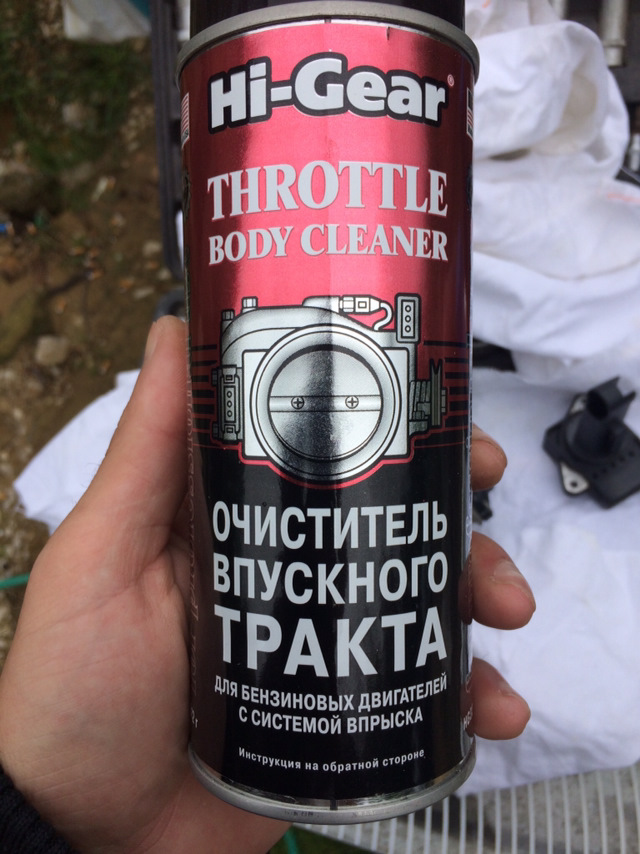 Hi-Gear®
THROTTLE
BODY CLEANER
ОЧИСТИТЕЛЬ
ВПУСКНОГО
ТРАКТА
ДЛЯ БЕНЗИНОВЫХ ДВИГАТЕЛЕЙ
С СИСТЕМОЙ ВПРЫСКА
Инструкция на обратной стороне